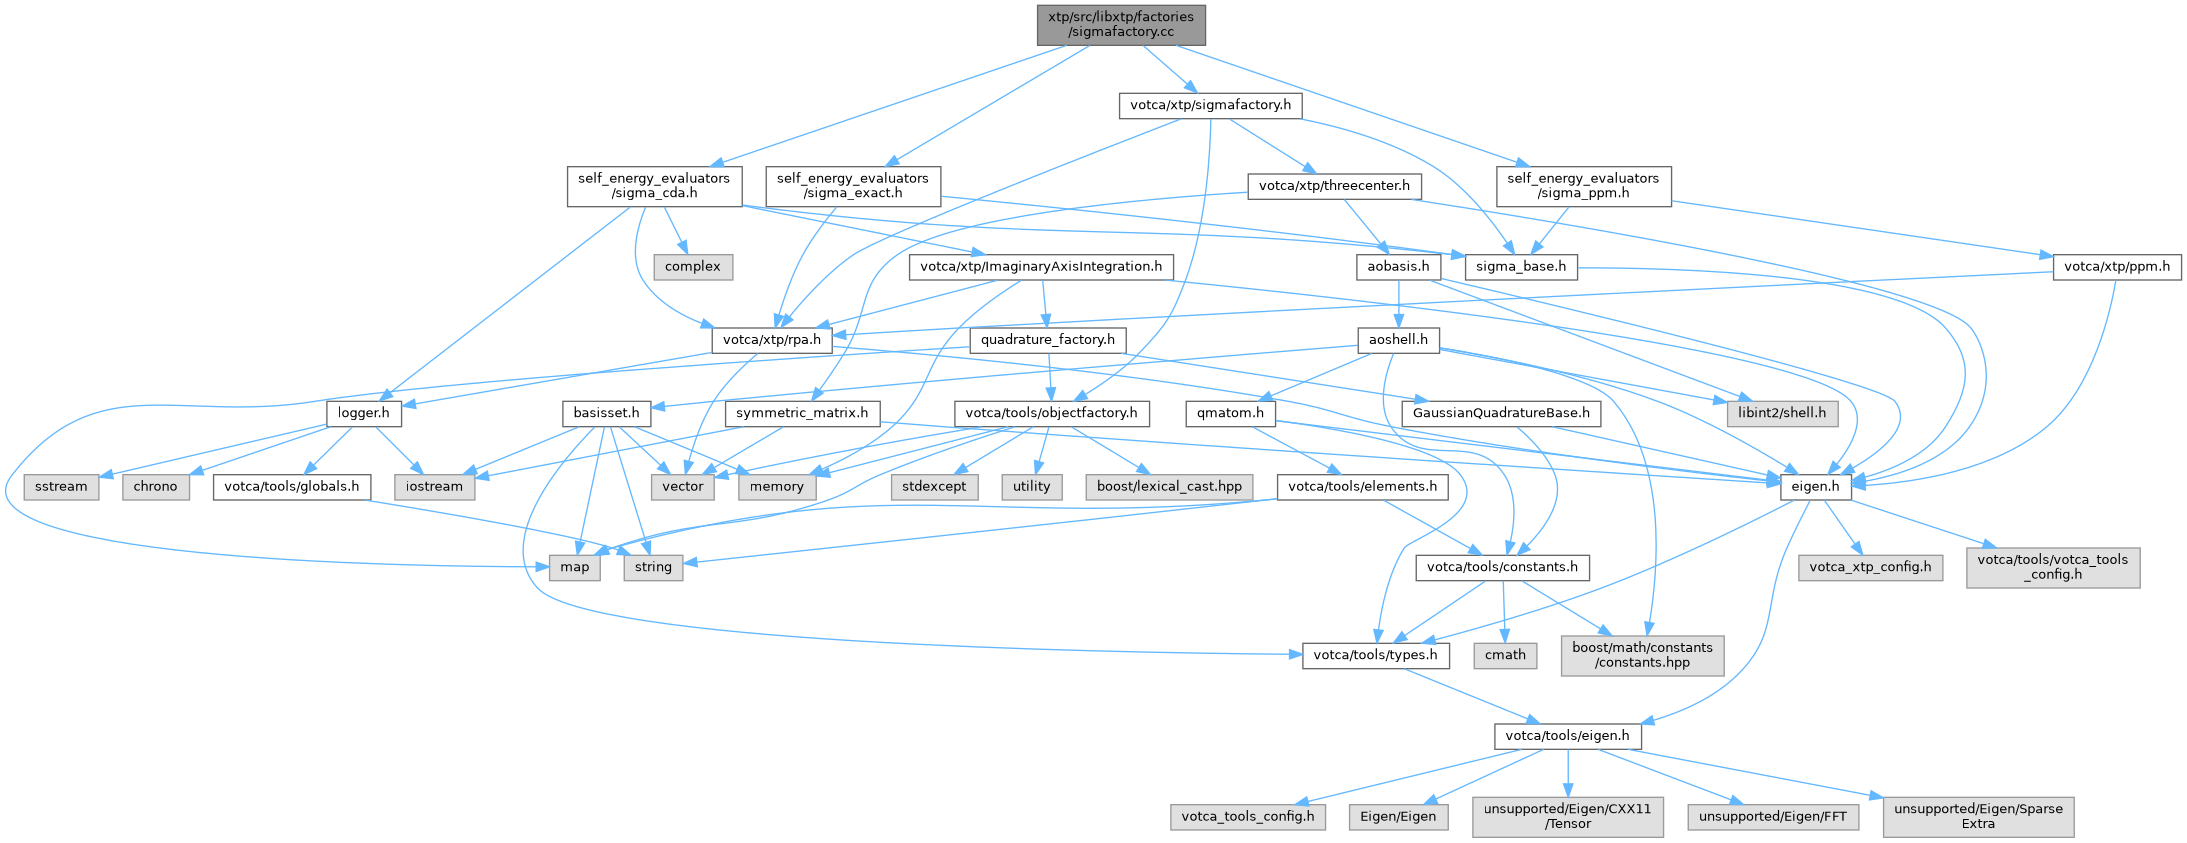 xtp/src/libxtp/factories
/sigmafactory.cc
votca/xtp/sigmafactory.h
self_energy_evaluators
/sigma_cda.h
self_energy_evaluators
/sigma_exact.h
votca/xtp/threecenter.h
self_energy_evaluators
/sigma_ppm.h
complex
votca/xtp/ImaginaryAxisIntegration.h
aobasis.h
sigma_base.h
votca/xtp/ppm.h
votca/xtp/rpa.h
quadrature_factory.h
aoshell.h
logger.h
basisset.h
symmetric_matrix.h
votca/tools/objectfactory.h
qmatom.h
GaussianQuadratureBase.h
libint2/shell.h
sstream
chrono
votca/tools/globals.h
iostream
vector
memory
stdexcept
utility
boost/lexical_cast.hpp
votca/tools/elements.h
eigen.h
map
string
votca/tools/constants.h
votca_xtp_config.h
votca/tools/votca_tools
_config.h
votca/tools/types.h
cmath
boost/math/constants
/constants.hpp
votca/tools/eigen.h
votca_tools_config.h
Eigen/Eigen
unsupported/Eigen/CXX11
/Tensor
unsupported/Eigen/FFT
unsupported/Eigen/Sparse
Extra